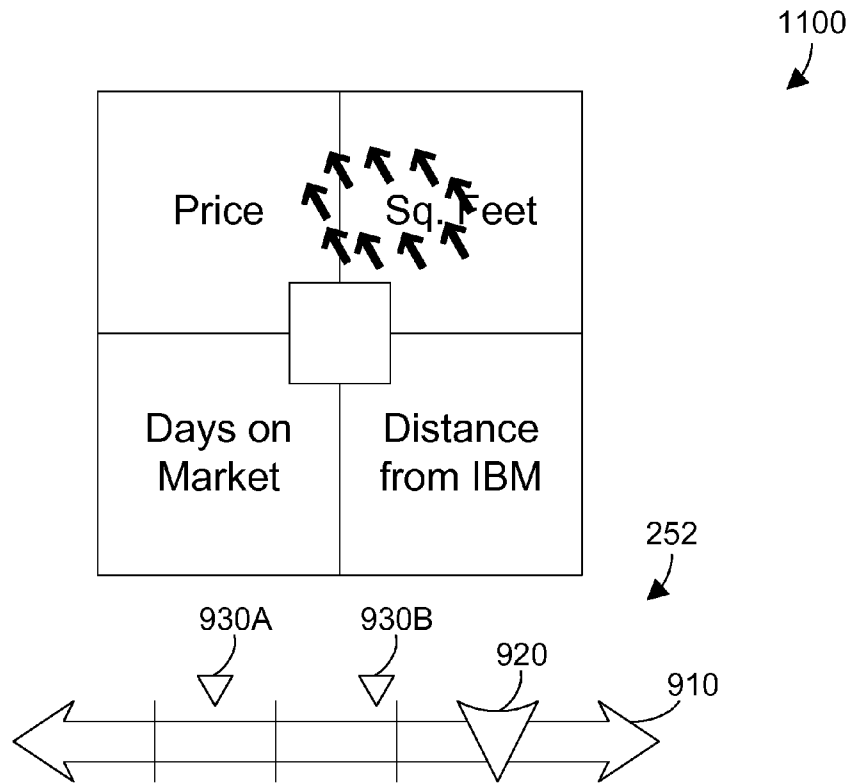 1100
Price
Sq. Feet
Days on
Market
Distance
from IBM
252
930A
930B
920
910